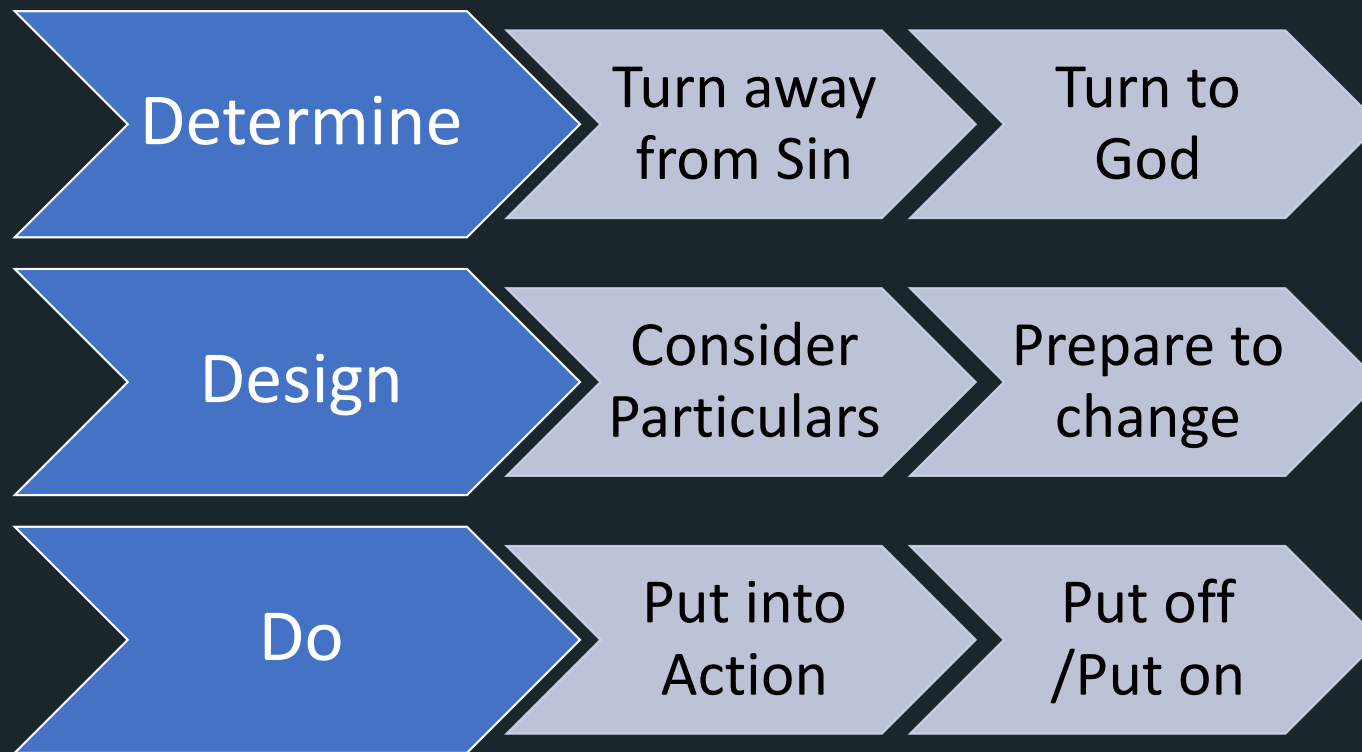 Determine
Turn away
from Sin
Turn to
God
Design
Consider
Particulars
Prepare to
change
Do
Put into
Action
Put off
/Put on